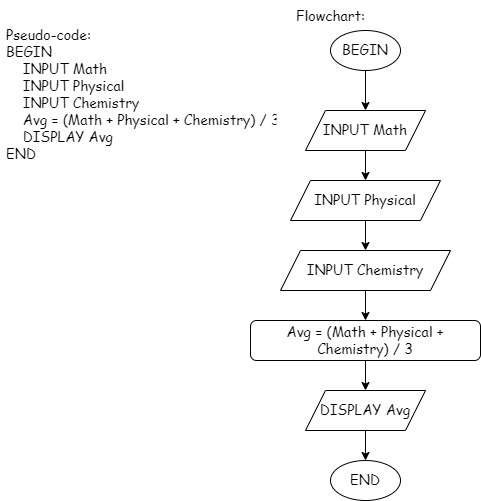 Pseudo-code:
BEGIN
INPUT Math
INPUT Physical
INPUT Chemistry
Avg = (Math + Physical + Chemistry) / 3
DISPLAY Avg
END
Flowchart:
BEGIN
INPUT Math
INPUT Physical
INPUT Chemistry
Avg = (Math + Physical +
Chemistry) / 3
DISPLAY Avg
END